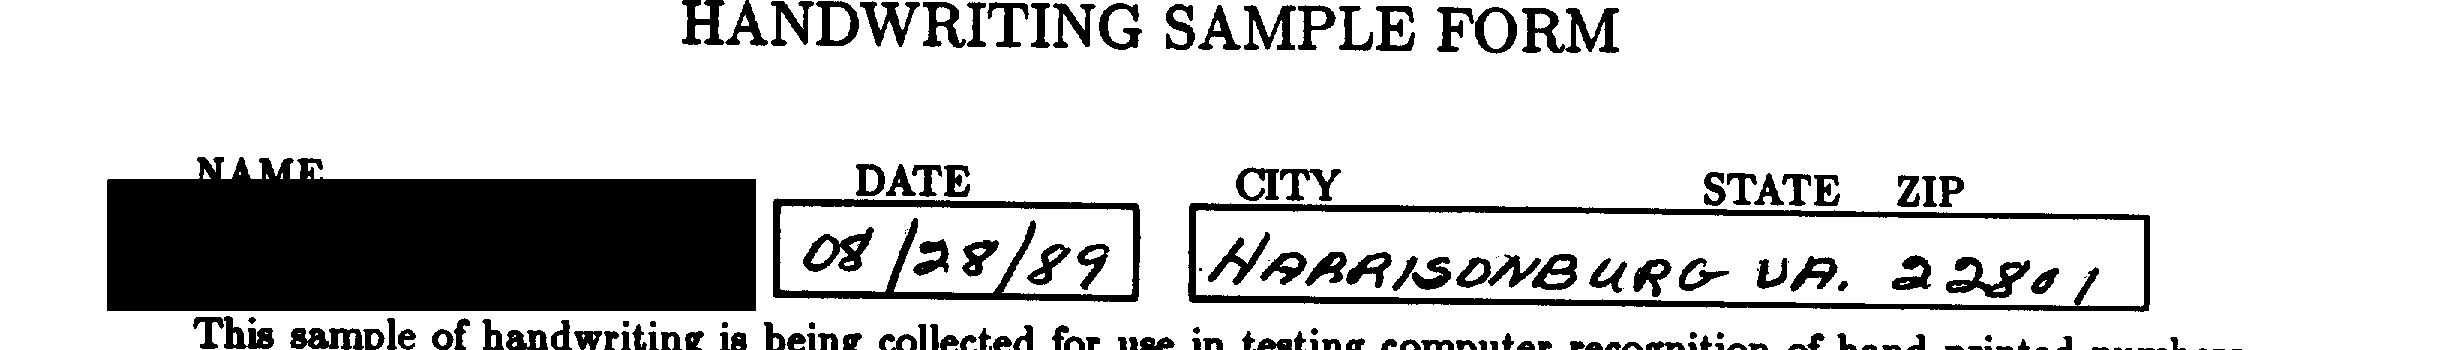 HANDWRITING SAMPLE FORM
NAME DATE CITY STATE ZIP
08/28/89 HARRISONBURG VA. 22801
This sample of handwriting is being collected for use in testing computer recognition of hand printed numbers